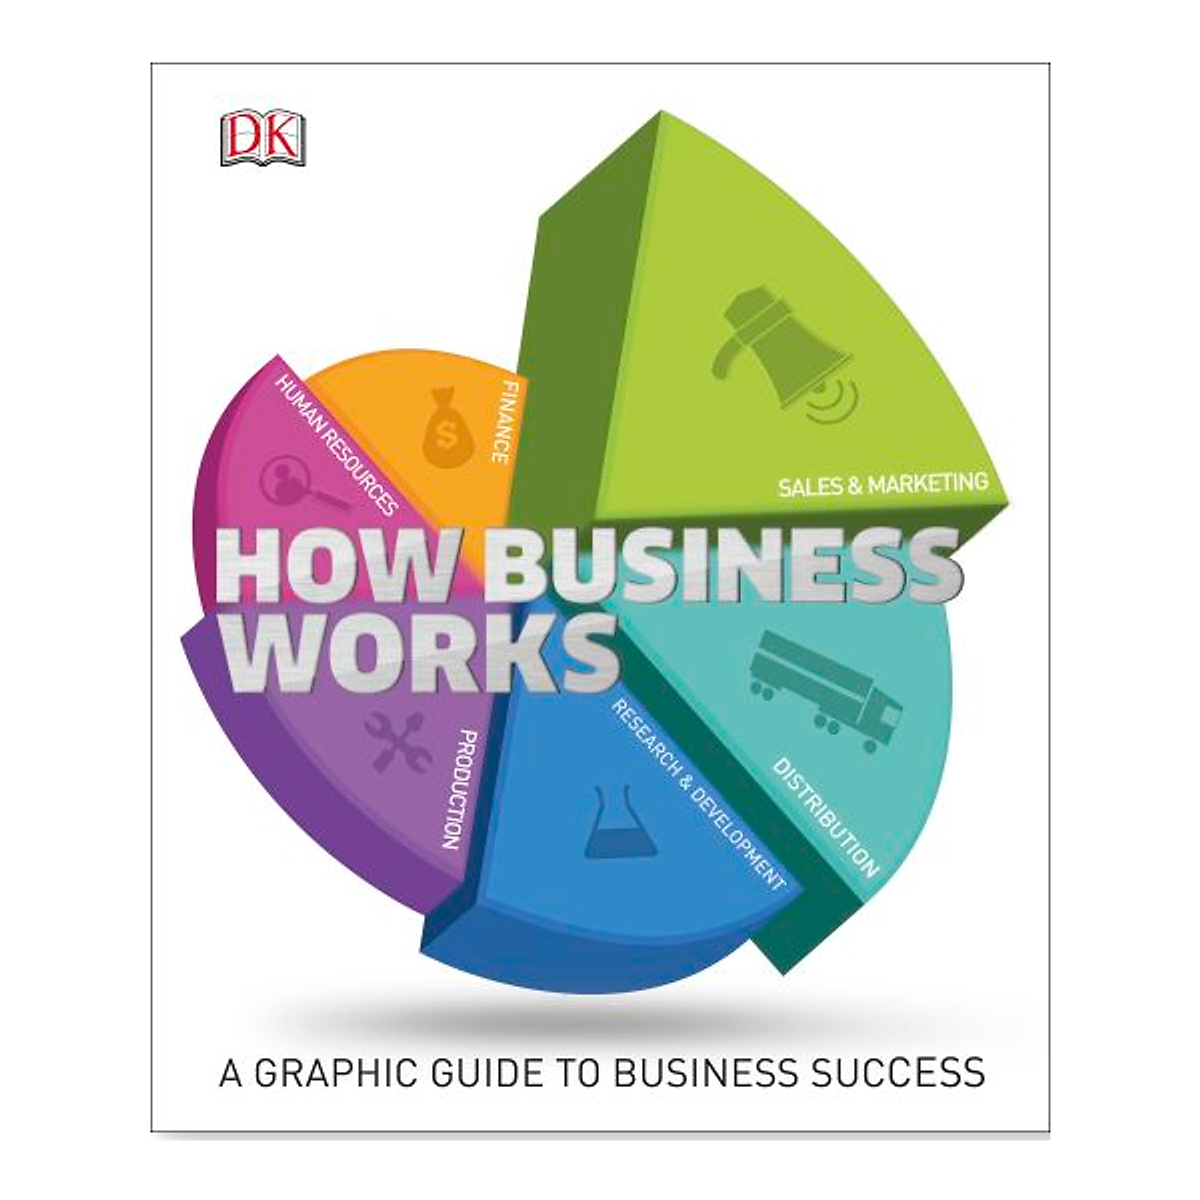 DK
FINANCE
HUMAN RESOURCES
SALES & MARKETING
HOW BUSINESS
WORKS
RESEARCH & DEVELOPMENT
PRODUCTION
DISTRIBUTION
$
A GRAPHIC GUIDE TO BUSINESS SUCCESS